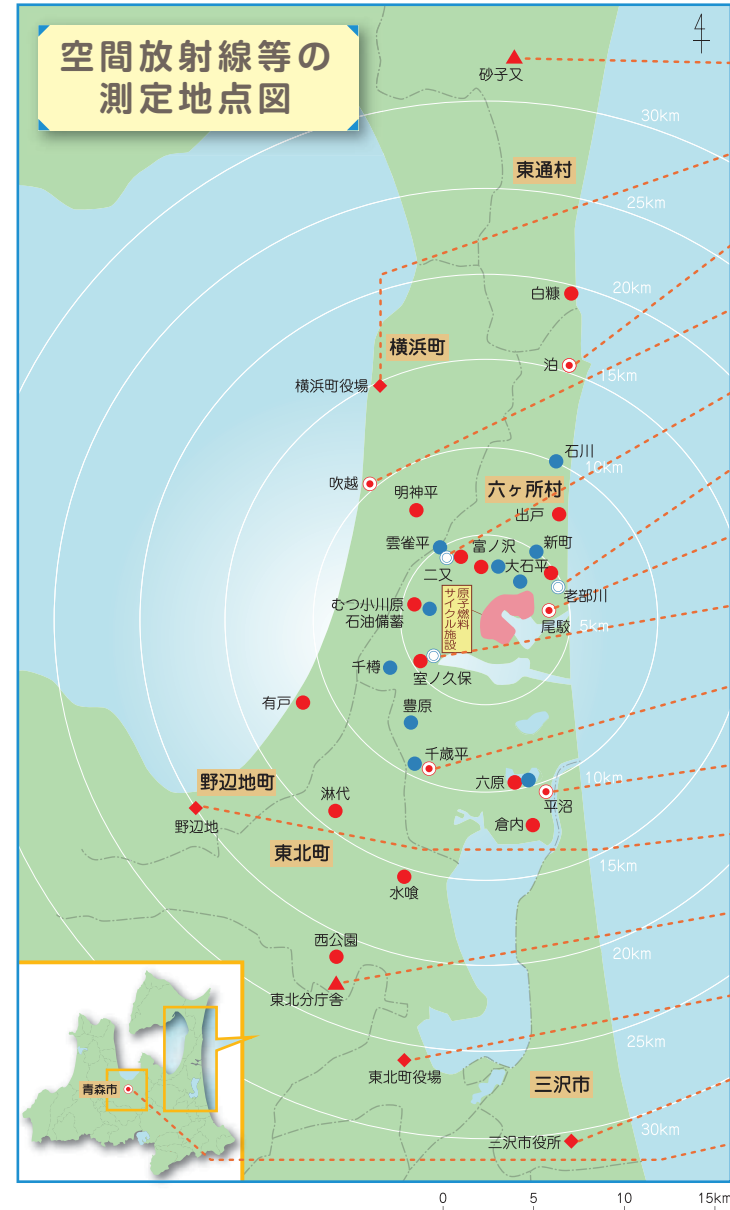 空間放射線等の
測定地点図
4
砂子又
30km
東通村
25km
20km
白糠
横浜町
泊
15km
横浜町役場
石川
10km
吹越
六ヶ所村
明神平
出戸
雲雀平
富ノ沢
新町
二又
大石平
老部川
むつ小川原
石油備蓄
原子燃料
サイクル施設
尾駮
5km
千樽
室ノ久保
有戸
豊原
千歳平
野辺地町
六原
10km
淋代
平沼
野辺地
倉内
東北町
15km
水喰
西公園
20km
東北分庁舎
25km
東北町役場
三沢市
青森市
30km
三沢市役所
0 5 10 15km